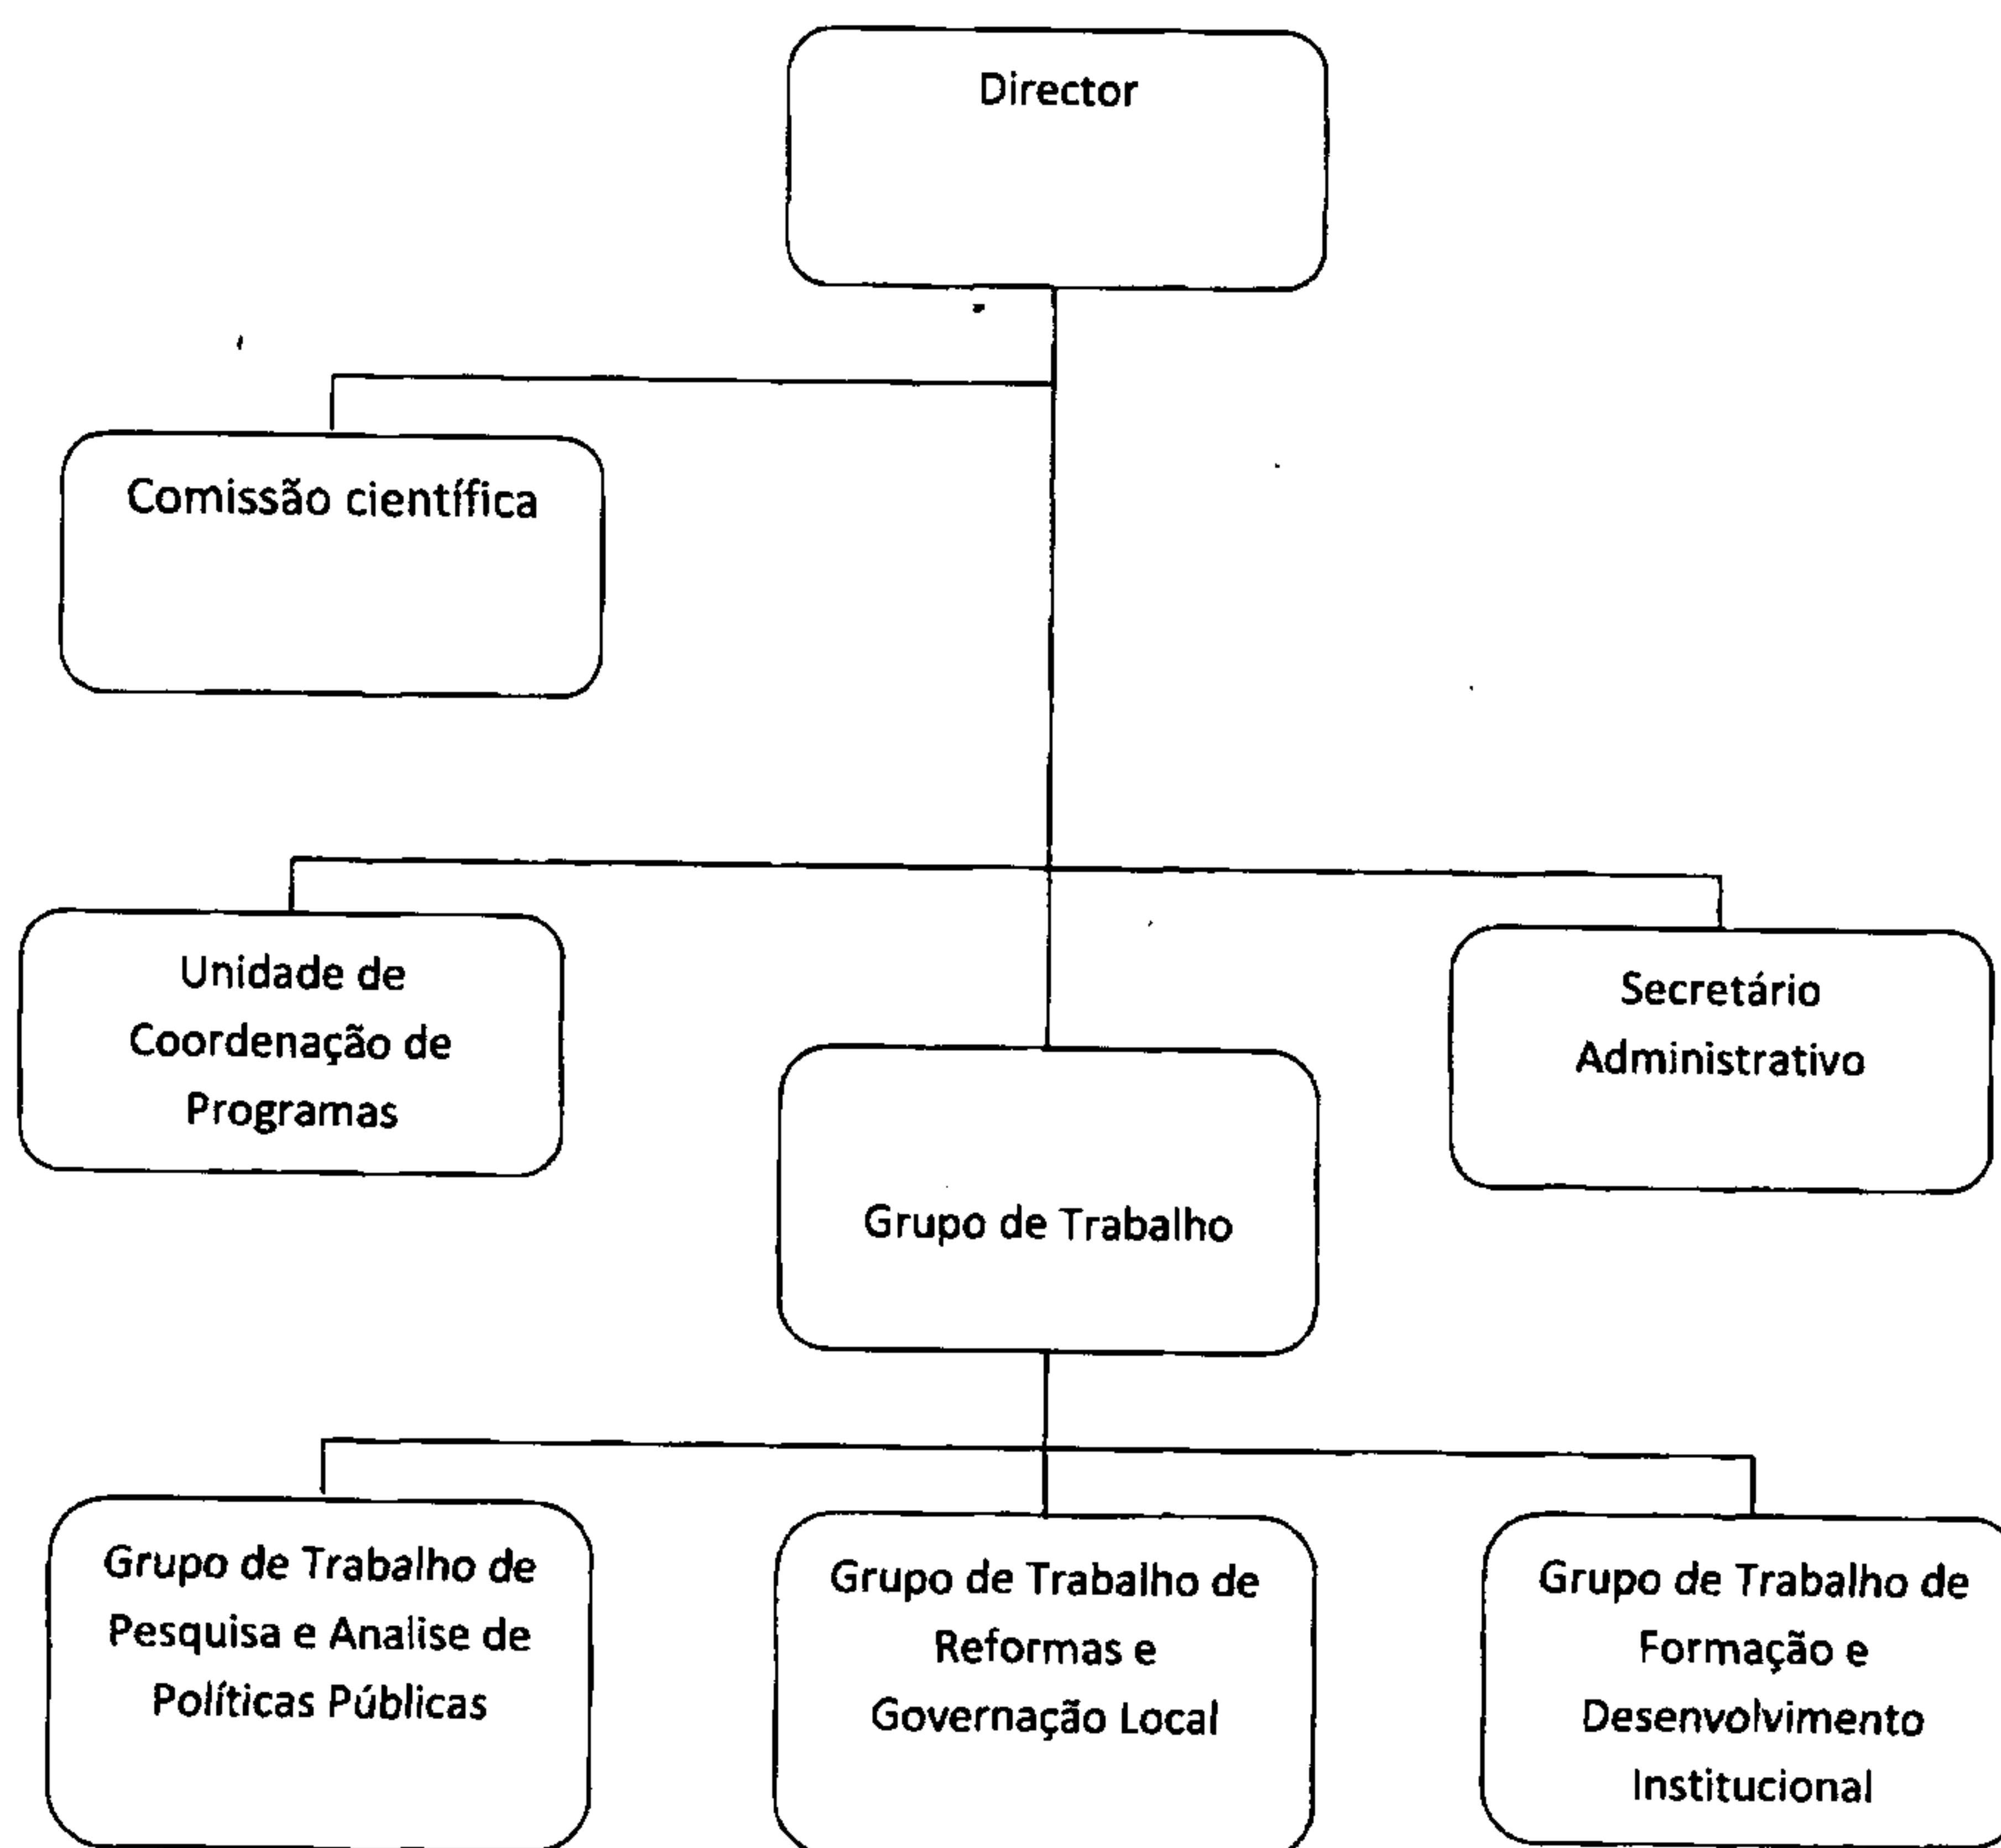 Director
Comissão científica
Unidade de
Coordenação de
Programas
Secretário
Administrativo
Grupo de Trabalho
Grupo de Trabalho de
Pesquisa e Analise de
Políticas Públicas
Grupo de Trabalho de
Reformas e
Governação Local
Grupo de Trabalho de
Formação e
Desenvolvimento
Institucional